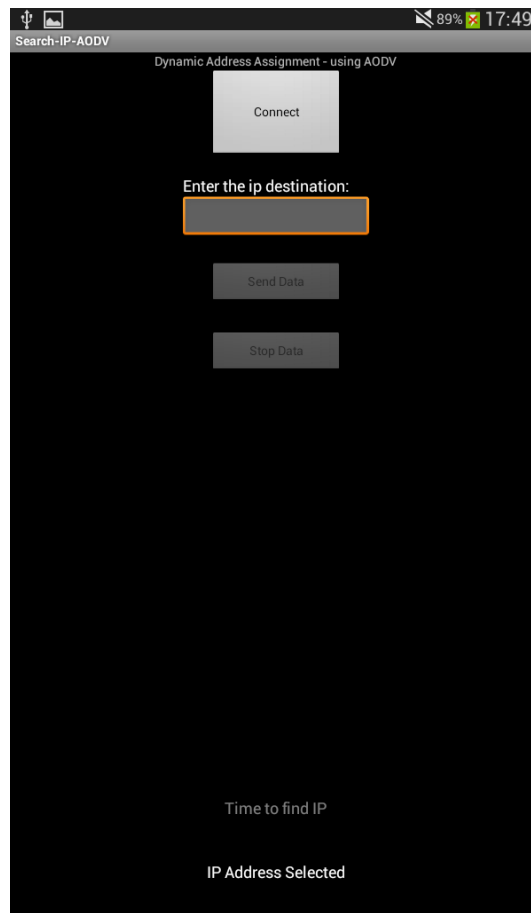 89% 17:49
Search-IP-AODV
Dynamic Address Assignment - using AODV
Connect
Enter the ip destination:
Send Data
Stop Data
Time to find IP
IP Address Selected